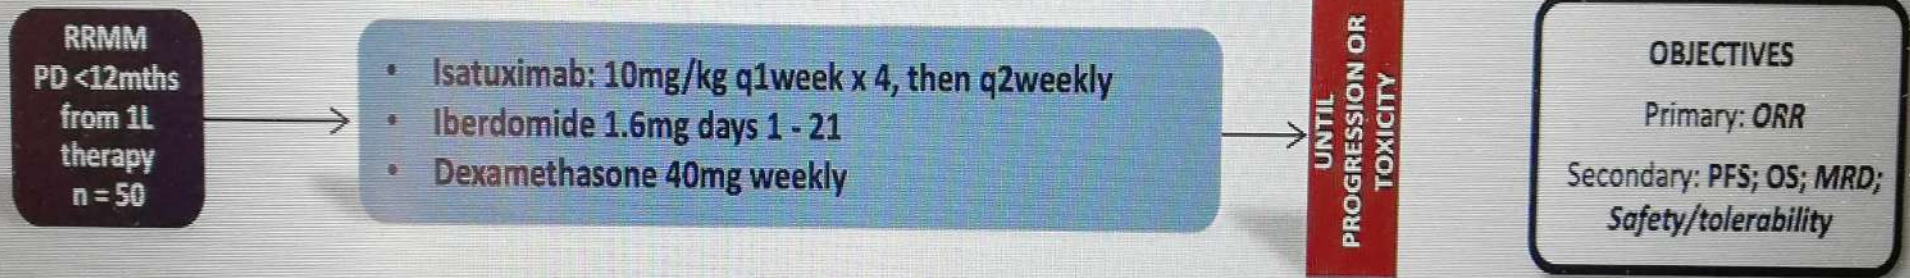 RRMM
PD <12mths
from 1L
therapy
n = 50
• Isatuximab: 10mg/kg q1week x 4, then q2weekly
• Iberdomide 1.6mg days 1 - 21
• Dexamethasone 40mg weekly
UNTIL
PROGRESSION OR
TOXICITY
OBJECTIVES
Primary: ORR
Secondary: PFS; OS; MRD;
Safety/tolerability